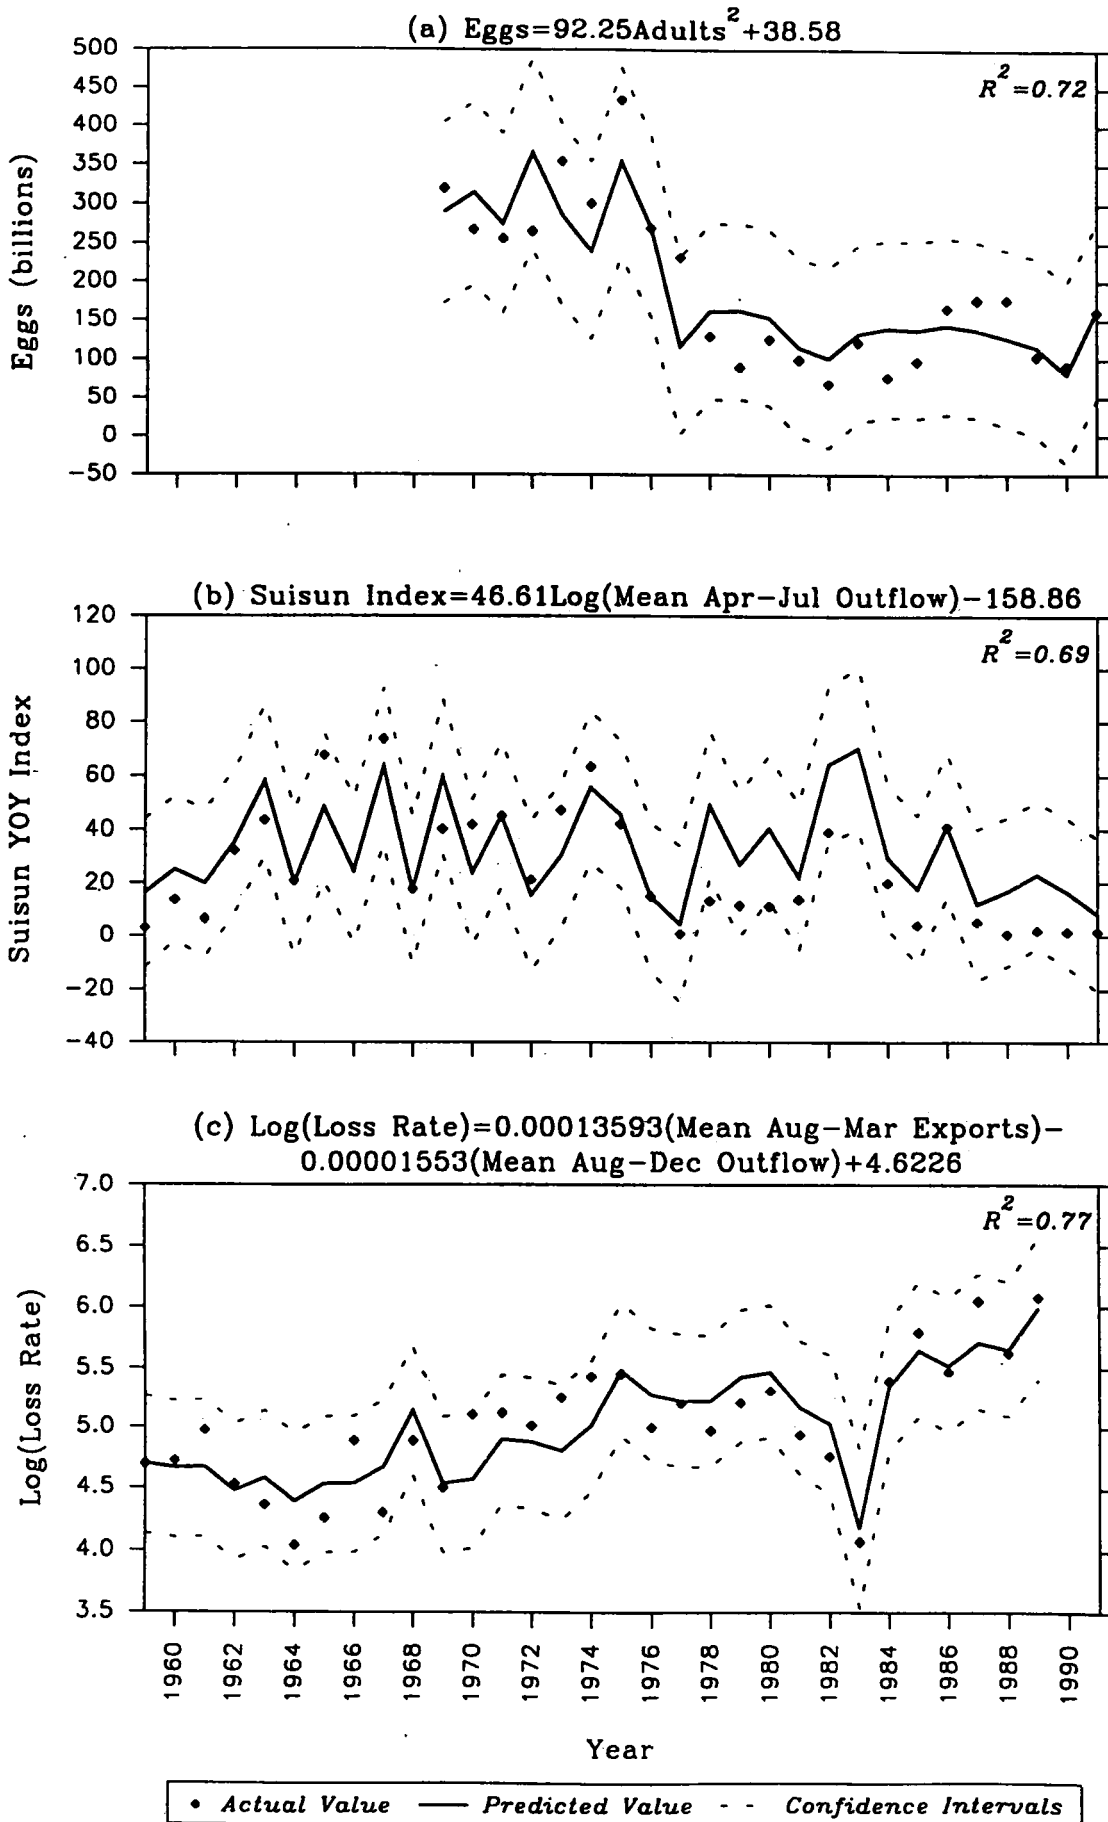 (a) Eggs=92.25Adults²+38.58
R²=0.72
Eggs (billions)
500
450
400
350
300
250
200
150
100
50
0
−50
(b) Suisun Index=46.61Log(Mean Apr−Jul Outflow)−158.86
R²=0.69
Suisun YOY Index
120
100
80
60
40
20
0
−20
−40
(c) Log(Loss Rate)=0.00013593(Mean Aug−Mar Exports)−
0.00001553(Mean Aug−Dec Outflow)+4.6226
R²=0.77
Log(Loss Rate)
7.0
6.5
6.0
5.5
5.0
4.5
4.0
3.5
1960 1962 1964 1966 1968 1970 1972 1974 1976 1978 1980 1982 1984 1986 1988 1990
Year
Actual Value Predicted Value Confidence Intervals